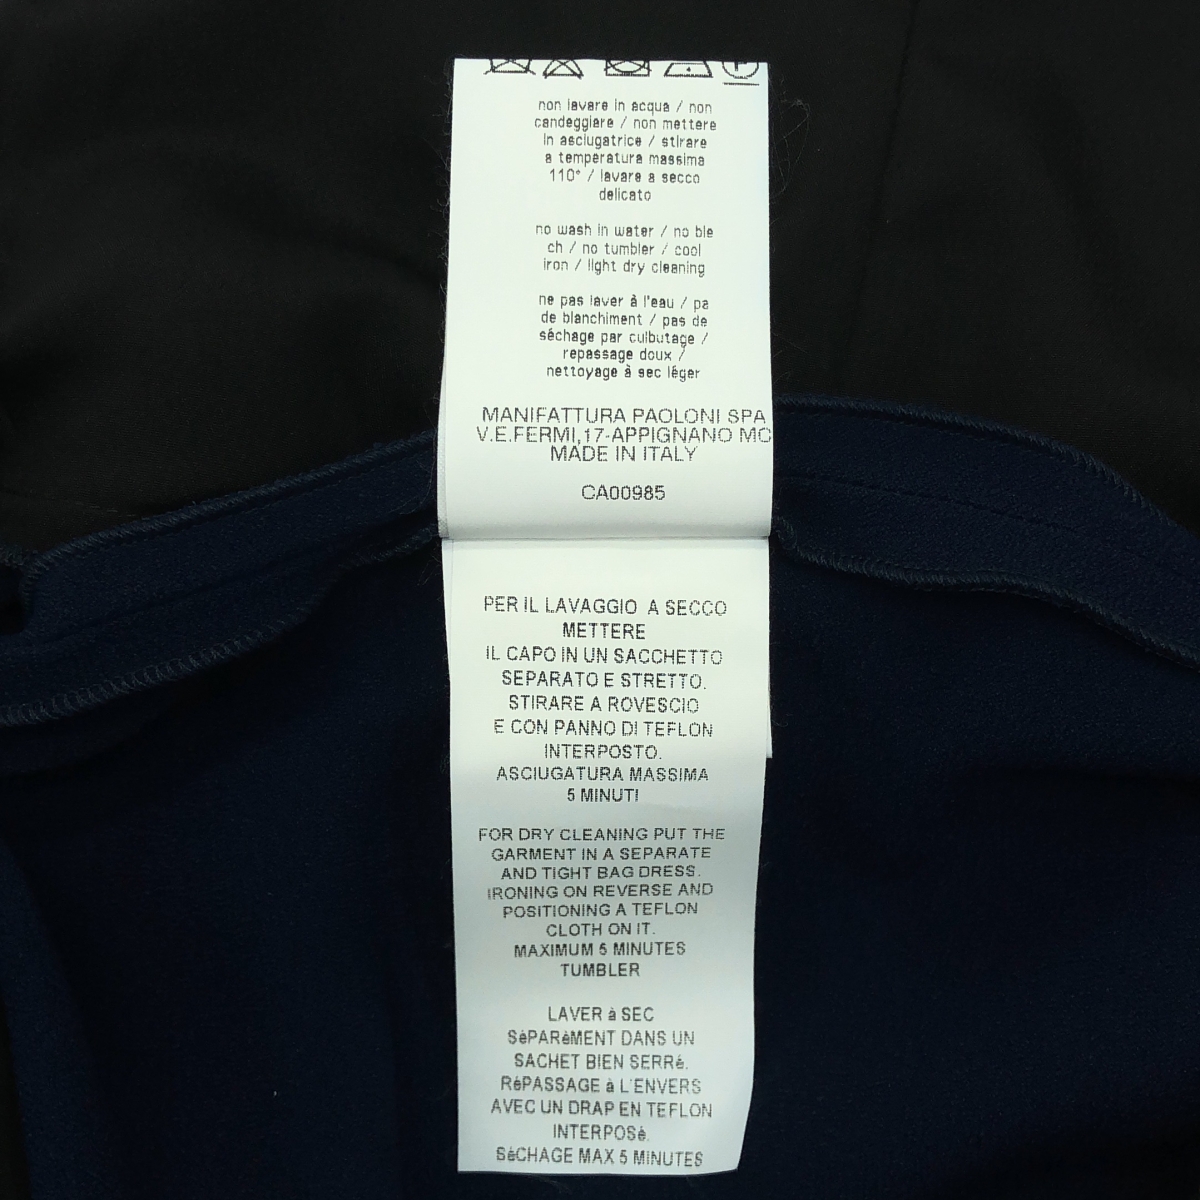 non lavare in acqua / non
candeggiare / non mettere
in asciugatrice / stirare
a temperatura massima
110° / lavare a secco
delicato
no wash in water / no ble
ch / no tumbler / cool
iron / light dry cleaning
ne pas laver à l'eau / pa
de blanchiment / pas de
séchage par culbutage /
repassage doux /
nettoyage à sec léger
MANIFATTURA PAOLONI SPA
V.E.FERMI,17-APPIGNANO MC
MADE IN ITALY
CA00985
PER IL LAVAGGIO A SECCO
METTERE
IL CAPO IN UN SACCHETTO
SEPARATO E STRETTO.
STIRARE A ROVESCIO
E CON PANNO DI TEFLON
INTERPOSTO.
ASCIUGATURA MASSIMA
5 MINUTI
FOR DRY CLEANING PUT THE
GARMENT IN A SEPARATE
AND TIGHT BAG DRESS.
IRONING ON REVERSE AND
POSITIONING A TEFLON
CLOTH ON IT.
MAXIMUM 5 MINUTES
TUMBLER
LAVER à SEC
SéPARéMENT DANS UN
SACHET BIEN SERRé.
RéPASSAGE à L'ENVERS
AVEC UN DRAP EN TEFLON
INTERPOSé.
SéCHAGE MAX 5 MINUTES